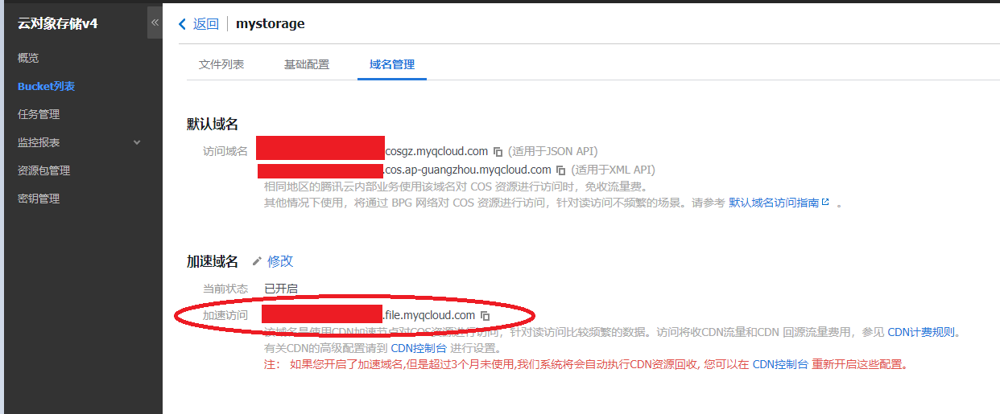 云对象存储v4
«
概览
Bucket列表
任务管理
监控报表
资源包管理
密钥管理
返回 | mystorage
文件列表 基础配置 域名管理
默认域名
访问域名 cosgz.myqcloud.com (适用于JSON API)
.cos.ap-guangzhou.myqcloud.com (适用于XML API)
相同地区的腾讯云内部业务使用该域名对 COS 资源进行访问时，免收流量费。
其他情况下使用，将通过 BPG 网络对 COS 资源进行访问，针对读访问不频繁的场景。请参考 默认域名访问指南 。
加速域名 修改
当前状态 已开启
加速访问 .file.myqcloud.com
该域名是使用CDN加速节点对COS资源进行访问，针对读访问比较频繁的数据。访问将收CDN流量和CDN 回源流量费用，参见 CDN计费规则。
有关CDN的高级配置请到 CDN控制台 进行设置。
注： 如果您开启了加速域名,但是超过3个月未使用,我们系统将会自动执行CDN资源回收, 您可以在 CDN控制台 重新开启这些配置。